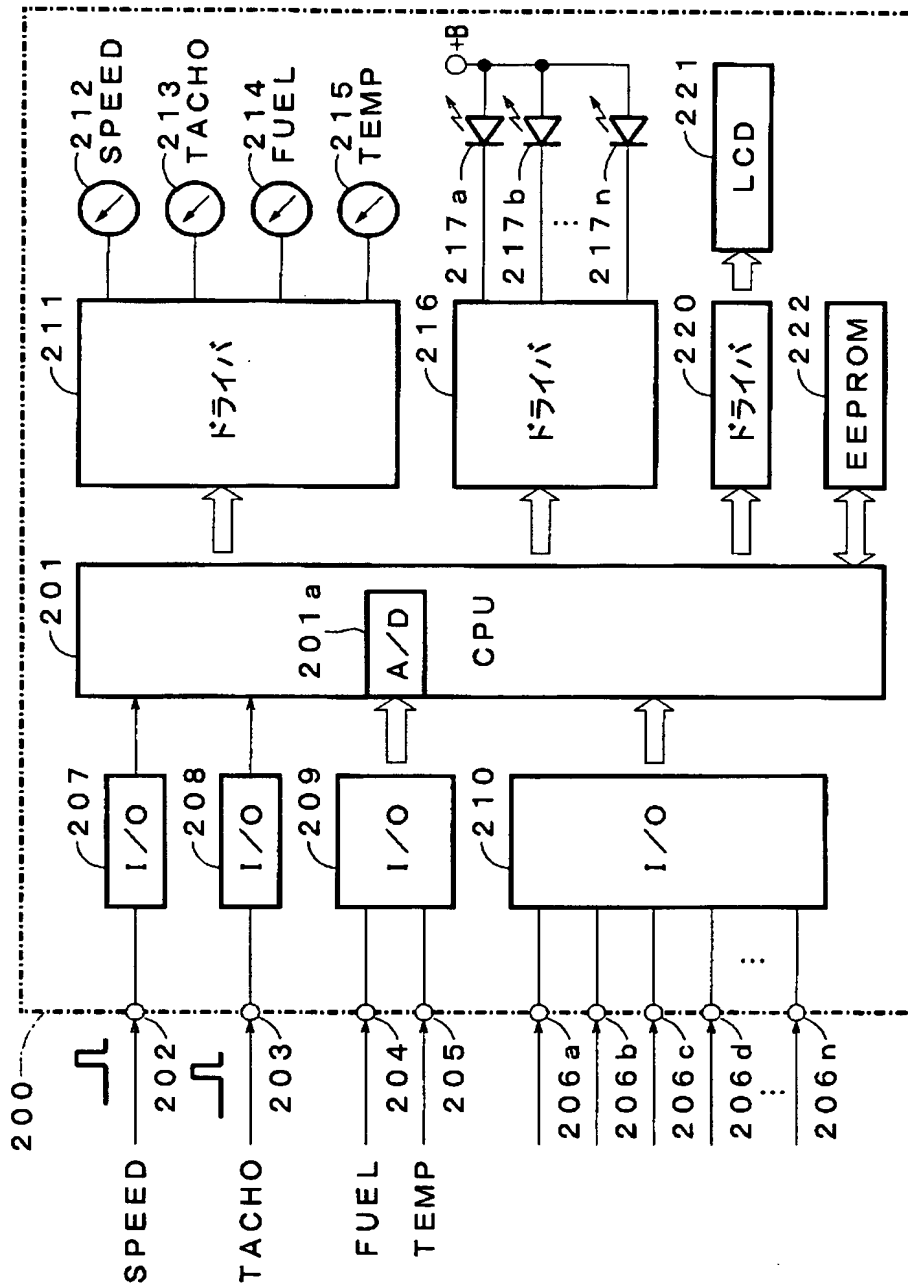 200
SPEED
202
207
I/O
TACHO
203
208
I/O
FUEL
204
TEMP
205
209
I/O
206a
206b
206c
206d
206n
...
...
210
I/O
201
201a
A/D
CPU
211
ドライバ
212
SPEED
213
TACHO
214
FUEL
215
TEMP
216
ドライバ
217a
217b
...
217n
+B
220
ドライバ
221
LCD
222
EEPROM